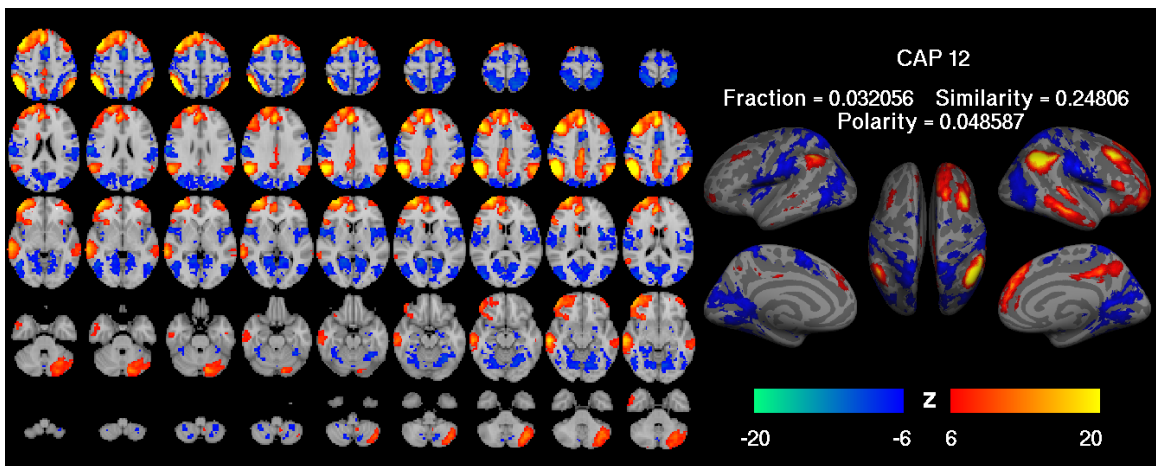 CAP 12
Fraction = 0.032056 Similarity = 0.24806
Polarity = 0.048587
Z
-20 -6 6 20